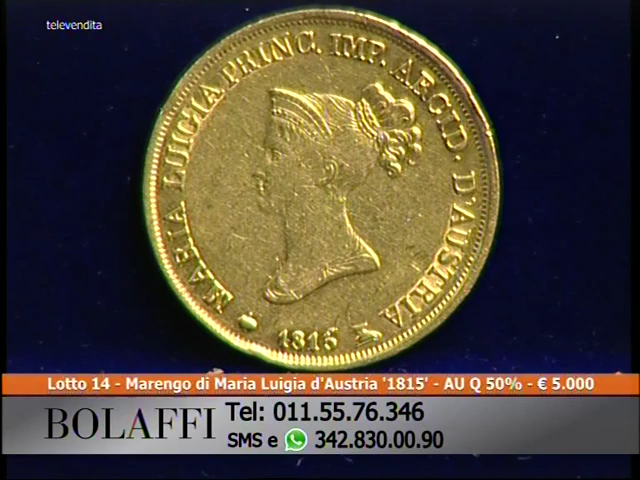 televendita
MARIA LUIGIA PRINC. IMP. ARCID. D'AUSTRIA
1815
Lotto 14 - Marengo di Maria Luigia d'Austria '1815' - AU Q 50% - € 5.000
BOLAFFI
Tel: 011.55.76.346
SMS e 342.830.00.90